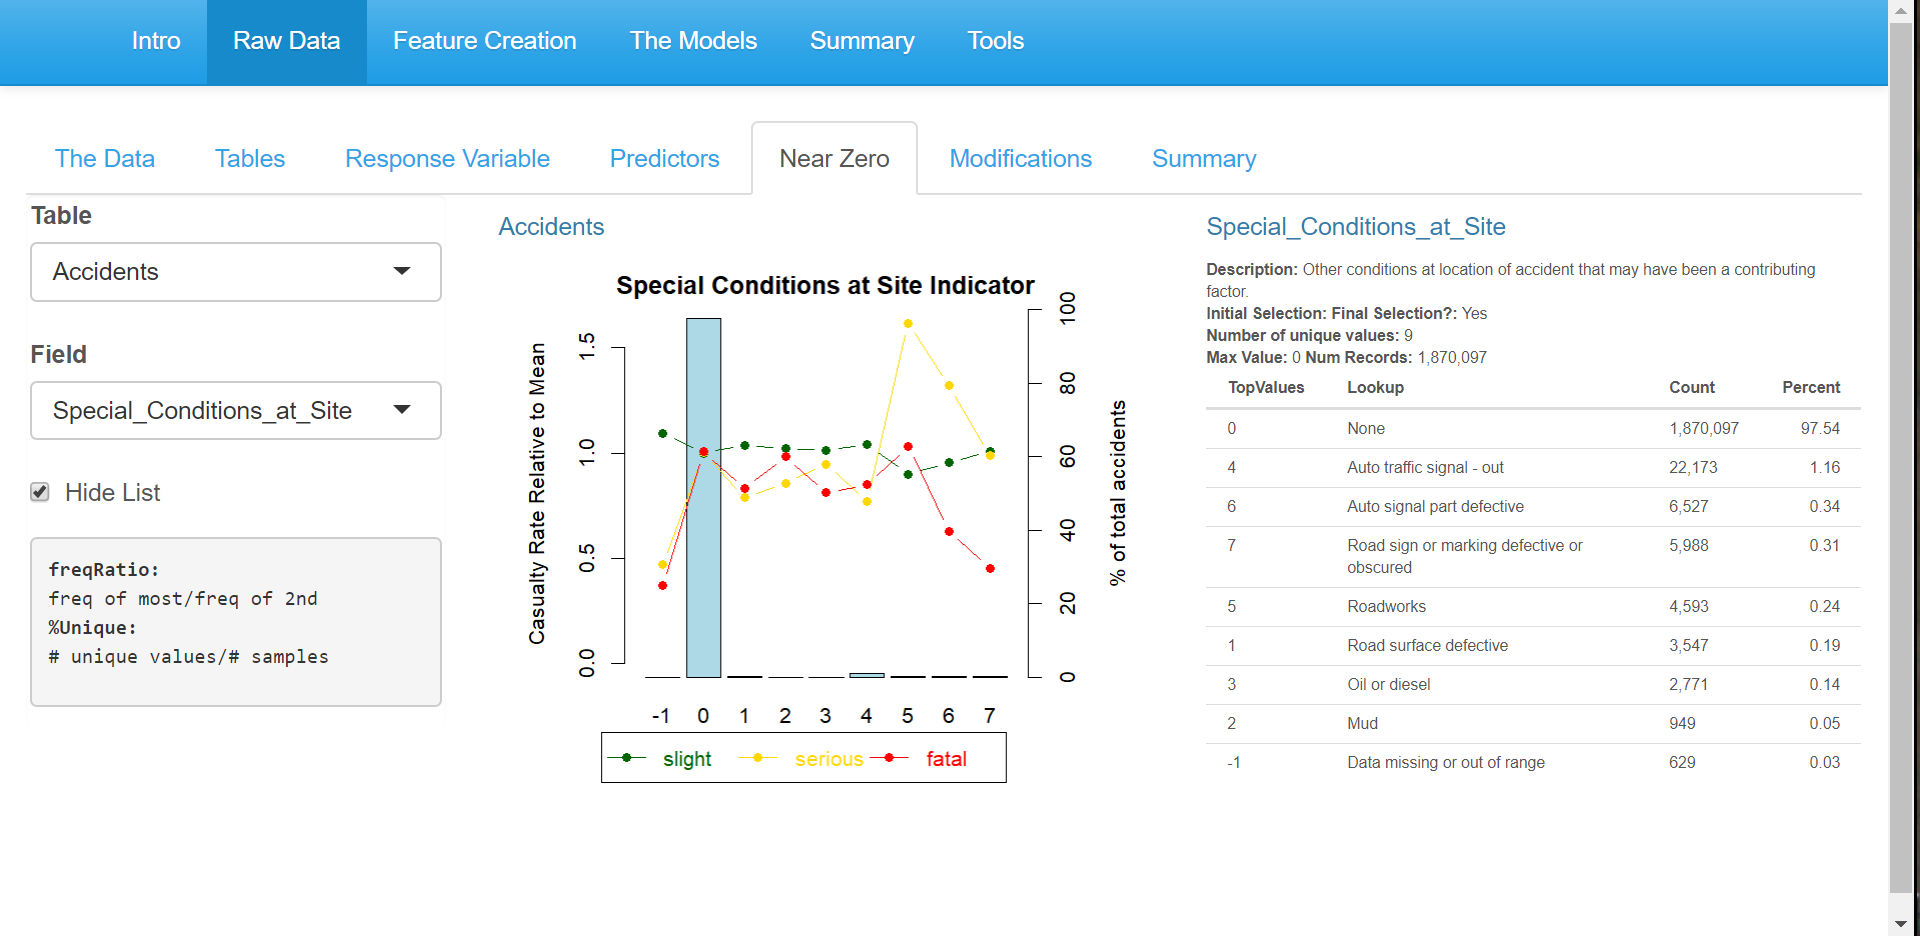 Intro Raw Data Feature Creation The Models Summary Tools
The Data Tables Response Variable Predictors Near Zero Modifications Summary
Table
Accidents
Field
Special_Conditions_at_Site
Hide List
freqRatio:
freq of most/freq of 2nd
%Unique:
# unique values/# samples
Accidents
Special Conditions at Site Indicator
Casualty Rate Relative to Mean
0.0 0.5 1.0 1.5
% of total accidents
0 20 40 60 80 100
-1 0 1 2 3 4 5 6 7
slight serious fatal
Special_Conditions_at_Site
Description: Other conditions at location of accident that may have been a contributing
factor.
Initial Selection: Final Selection?: Yes
Number of unique values: 9
Max Value: 0 Num Records: 1,870,097
TopValues Lookup Count Percent
0 None 1,870,097 97.54
4 Auto traffic signal - out 22,173 1.16
6 Auto signal part defective 6,527 0.34
7 Road sign or marking defective or 5,988 0.31
obscured
5 Roadworks 4,593 0.24
1 Road surface defective 3,547 0.19
3 Oil or diesel 2,771 0.14
2 Mud 949 0.05
-1 Data missing or out of range 629 0.03